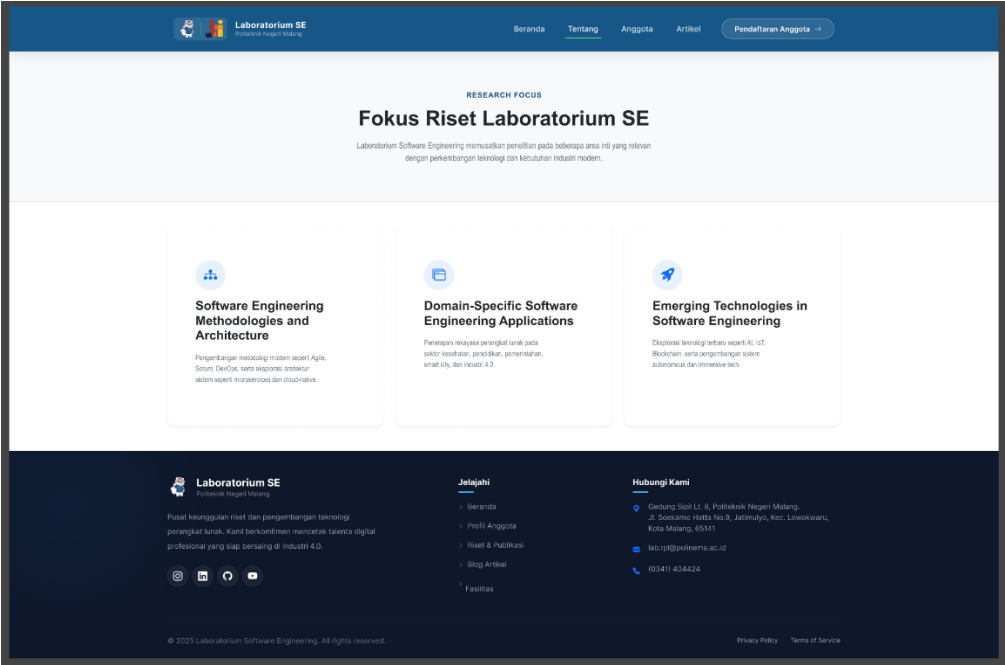 Laboratorium SE
Politeknik Negeri Malang
Beranda
Tentang
Anggota
Artikel
Pendaftaran Anggota →
RESEARCH FOCUS
Fokus Riset Laboratorium SE
Laboratorium Software Engineering memusatkan penelitian pada beberapa area inti yang relevan
dengan perkembangan teknologi dan kebutuhan industri modern.
Software Engineering
Methodologies and
Architecture
Pengembangan metodologi modern seperti Agile,
Scrum, DevOps, serta eksplorasi arsitektur
sistem seperti microservices dan cloud-native.
Domain-Specific Software
Engineering Applications
Penerapan rekayasa perangkat lunak pada
sektor kesehatan, pendidikan, pemerintahan,
smart city, dan industri 4.0.
Emerging Technologies in
Software Engineering
Eksplorasi teknologi terbaru seperti AI, IoT,
Blockchain, serta pengembangan sistem
autonomous dan immersive tech.
Laboratorium SE
Politeknik Negeri Malang
Pusat keunggulan riset dan pengembangan teknologi
perangkat lunak. Kami berkomitmen mencetak talenta digital
profesional yang siap bersaing di industri 4.0.
Jelajahi
› Beranda
› Profil Anggota
› Riset & Publikasi
› Blog Artikel
› Fasilitas
Hubungi Kami
Gedung Sipil Lt. 8, Politeknik Negeri Malang.
Jl. Soekarno Hatta No.9, Jatimulyo, Kec. Lowokwaru,
Kota Malang, 65141
lab.rpl@polinema.ac.id
(0341) 404424
© 2025 Laboratorium Software Engineering. All rights reserved.
Privacy Policy
Terms of Service